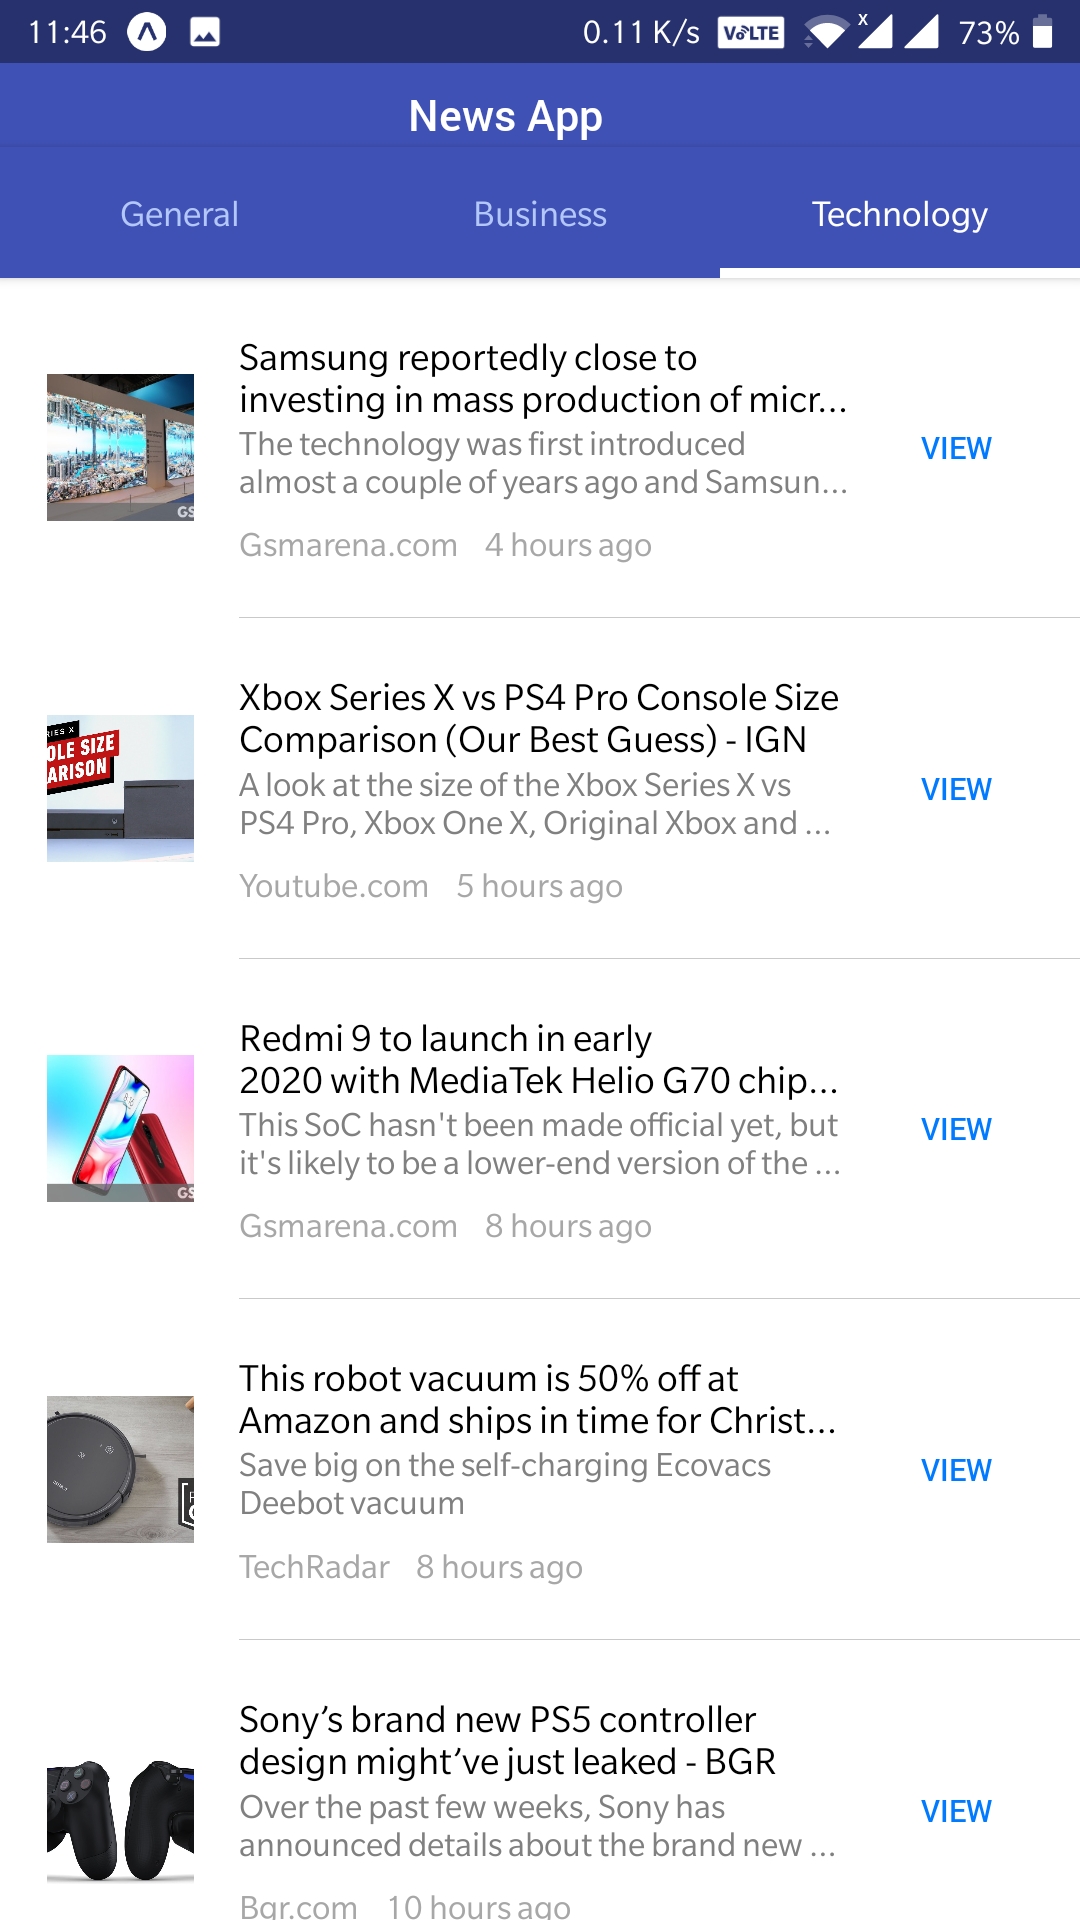 11:46 0.11 K/s VoLTE x 73%
News App
General Business Technology
Samsung reportedly close to
investing in mass production of micr...
The technology was first introduced
almost a couple of years ago and Samsun...
VIEW
GS
Gsmarena.com 4 hours ago
Xbox Series X vs PS4 Pro Console Size
Comparison (Our Best Guess) - IGN
RIES X
OLE SIZE
ARISON
A look at the size of the Xbox Series X vs
PS4 Pro, Xbox One X, Original Xbox and ...
VIEW
Youtube.com 5 hours ago
Redmi 9 to launch in early
2020 with MediaTek Helio G70 chip...
This SoC hasn't been made official yet, but
it's likely to be a lower-end version of the ...
VIEW
GS
Gsmarena.com 8 hours ago
This robot vacuum is 50% off at
Amazon and ships in time for Christ...
Save big on the self-charging Ecovacs
Deebot vacuum
VIEW
TechRadar 8 hours ago
Sony’s brand new PS5 controller
design might’ve just leaked - BGR
Over the past few weeks, Sony has
announced details about the brand new ...
VIEW
Bgr.com 10 hours ago